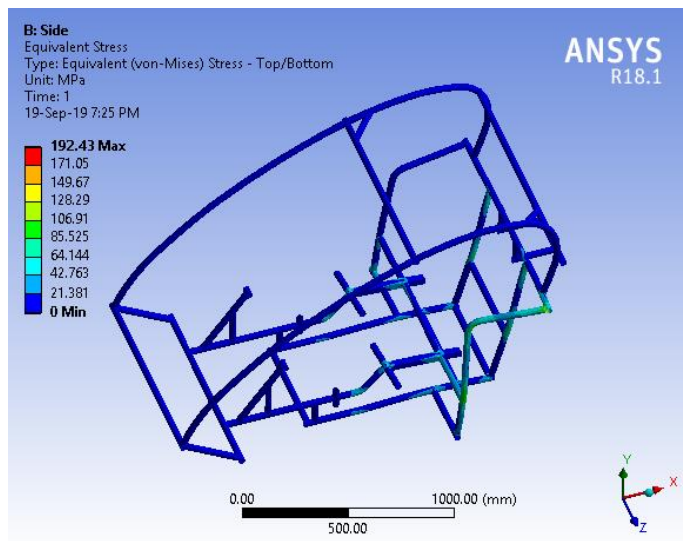 B: Side
Equivalent Stress
Type: Equivalent (von-Mises) Stress - Top/Bottom
Unit: MPa
Time: 1
19-Sep-19 7:25 PM
ANSYS
R18.1
192.43 Max
171.05
149.67
128.29
106.91
85.525
64.144
42.763
21.381
0 Min
0.00 1000.00 (mm)
500.00
Y
X
Z